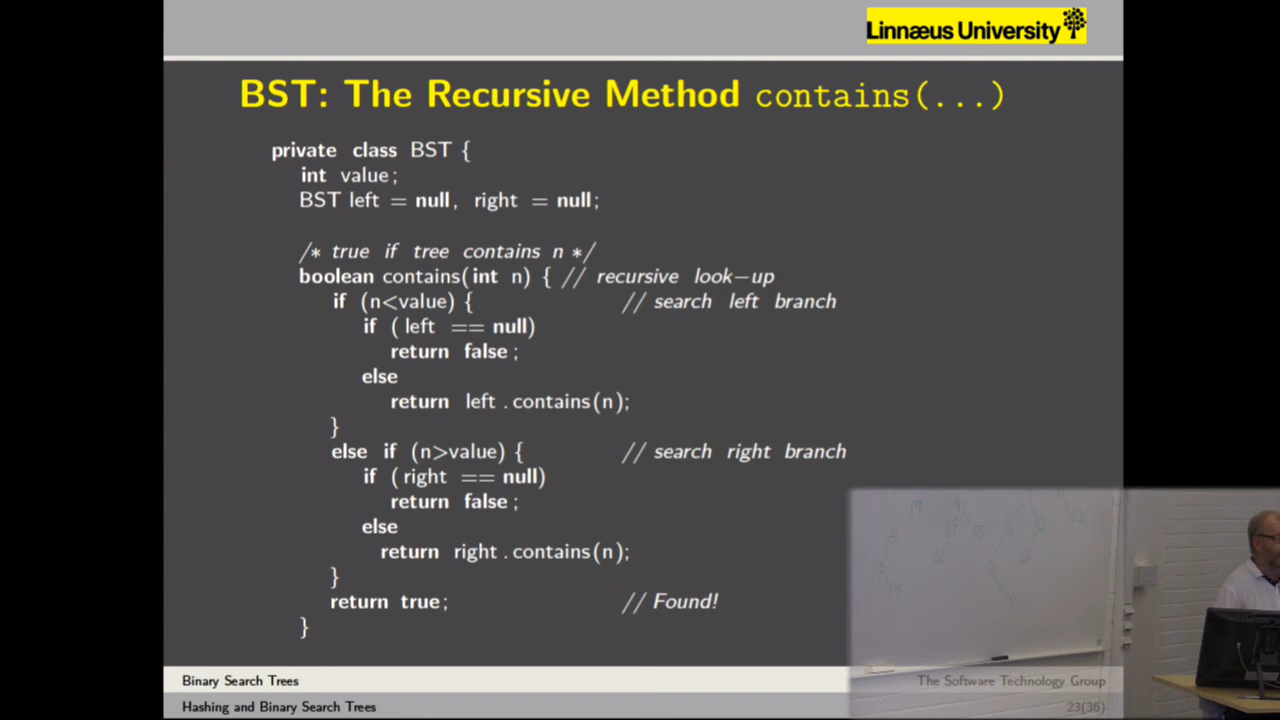 Linnæus University
BST: The Recursive Method contains(...)
private class BST {
int value;
BST left = null, right = null;
/* true if tree contains n */
boolean contains(int n) { // recursive look-up
if (n<value) { // search left branch
if (left == null)
return false;
else
return left.contains(n);
}
else if (n>value) { // search right branch
if (right == null)
return false;
else
return right.contains(n);
}
return true; // Found!
}
Binary Search Trees The Software Technology Group
Hashing and Binary Search Trees 23(36)